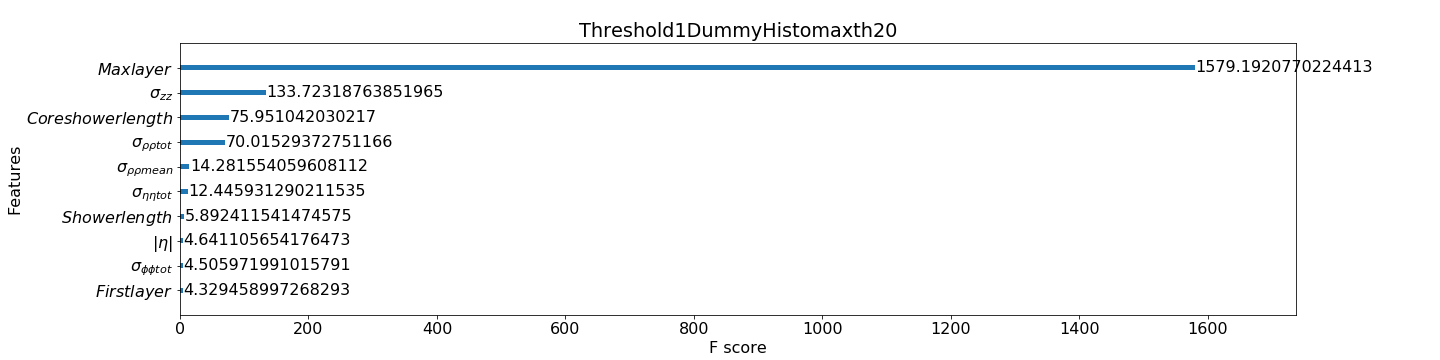 Threshold1DummyHistomaxth20
Maxlayer 1579.1920770224413
σzz 133.72318763851965
Coreshowerlength 75.951042030217
σρρtot 70.01529372751166
σρρmean 14.281554059608112
σηηtot 12.445931290211535
Showerlength 5.892411541474575
|η| 4.641105654176473
σϕϕtot 4.505971991015791
Firstlayer 4.329458997268293
Features
0 200 400 600 800 1000 1200 1400 1600
F score